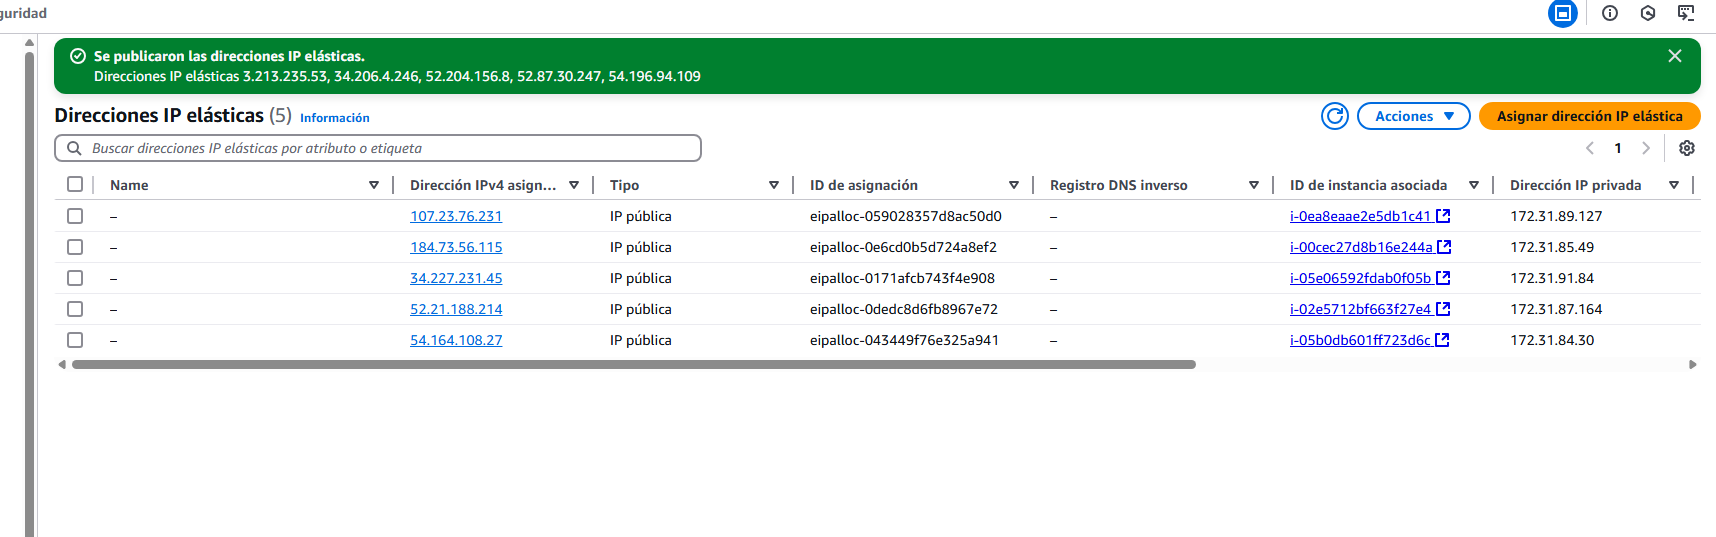 guridad
Se publicaron las direcciones IP elásticas.
Direcciones IP elásticas 3.213.235.53, 34.206.4.246, 52.204.156.8, 52.87.30.247, 54.196.94.109
Direcciones IP elásticas (5) Información Acciones Asignar dirección IP elástica
Buscar direcciones IP elásticas por atributo o etiqueta 1
Name Dirección IPv4 asign... Tipo ID de asignación Registro DNS inverso ID de instancia asociada Dirección IP privada
– 107.23.76.231 IP pública eipalloc-059028357d8ac50d0 – i-0ea8eaae2e5db1c41 172.31.89.127
– 184.73.56.115 IP pública eipalloc-0e6cd0b5d724a8ef2 – i-00cec27d8b16e244a 172.31.85.49
– 34.227.231.45 IP pública eipalloc-0171afcb743f4e908 – i-05e06592fdab0f05b 172.31.91.84
– 52.21.188.214 IP pública eipalloc-0dedc8d6fb8967e72 – i-02e5712bf663f27e4 172.31.87.164
– 54.164.108.27 IP pública eipalloc-043449f76e325a941 – i-05b0db601ff723d6c 172.31.84.30